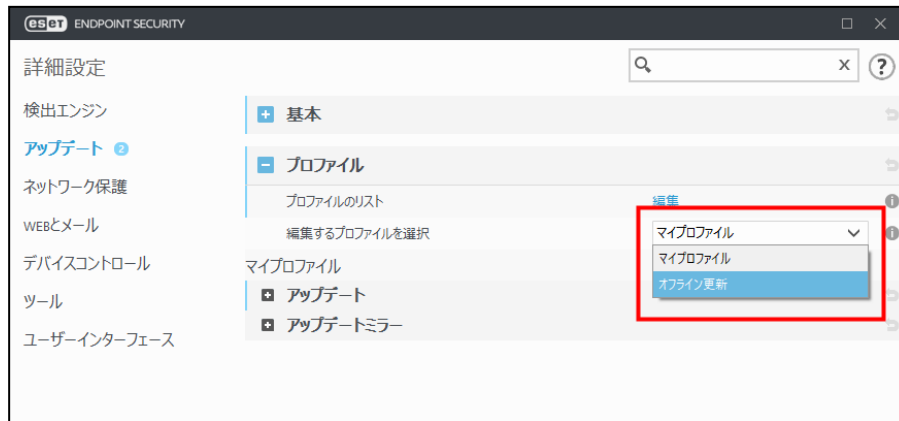 eset ENDPOINT SECURITY
詳細設定
x
?
検出エンジン
アップデート 2
ネットワーク保護
WEBとメール
デバイスコントロール
ツール
ユーザーインターフェース
基本
プロファイル
プロファイルのリスト 編集
編集するプロファイルを選択 マイプロファイル
マイプロファイル
オフライン更新
マイプロファイル
アップデート
アップデートミラー